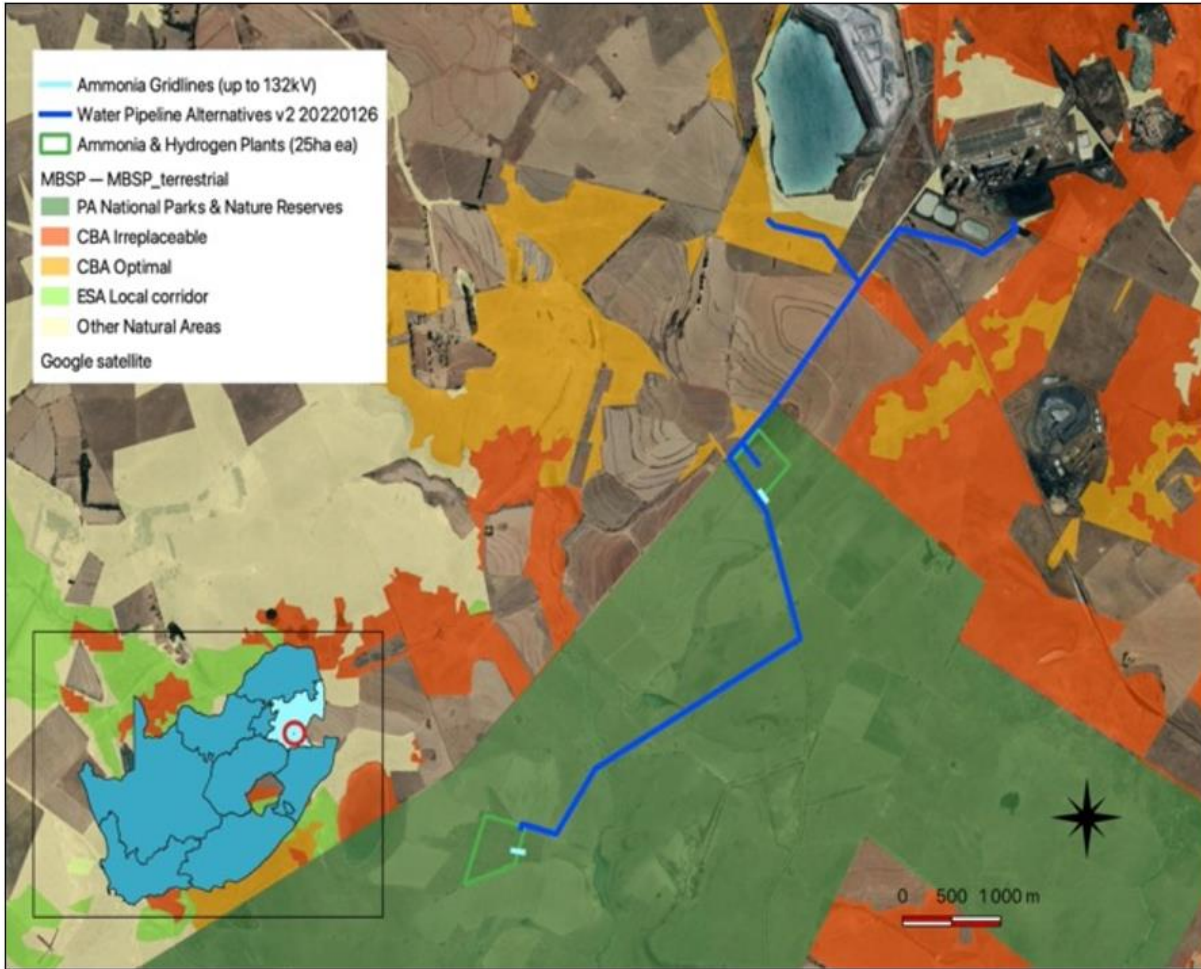 Ammonia Gridlines (up to 132kV)
Water Pipeline Alternatives v2 20220126
Ammonia & Hydrogen Plants (25ha ea)
MBSP — MBSP_terrestrial
PA National Parks & Nature Reserves
CBA Irreplaceable
CBA Optimal
ESA Local corridor
Other Natural Areas
Google satellite
0 500 1000 m